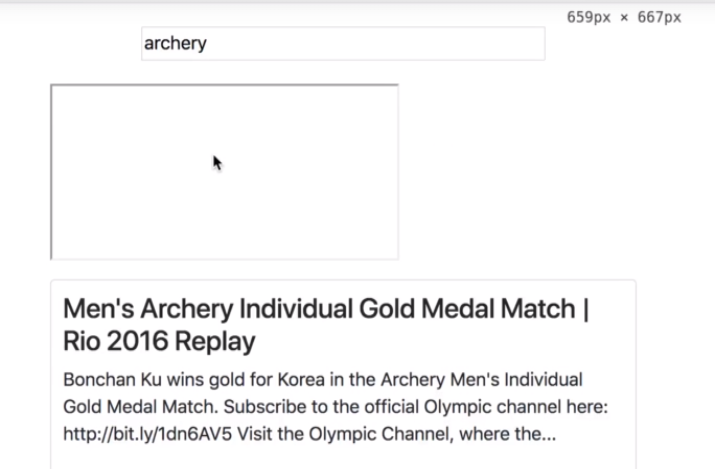 659px × 667px
archery
Men's Archery Individual Gold Medal Match |
Rio 2016 Replay
Bonchan Ku wins gold for Korea in the Archery Men's Individual
Gold Medal Match. Subscribe to the official Olympic channel here:
http://bit.ly/1dn6AV5 Visit the Olympic Channel, where the...